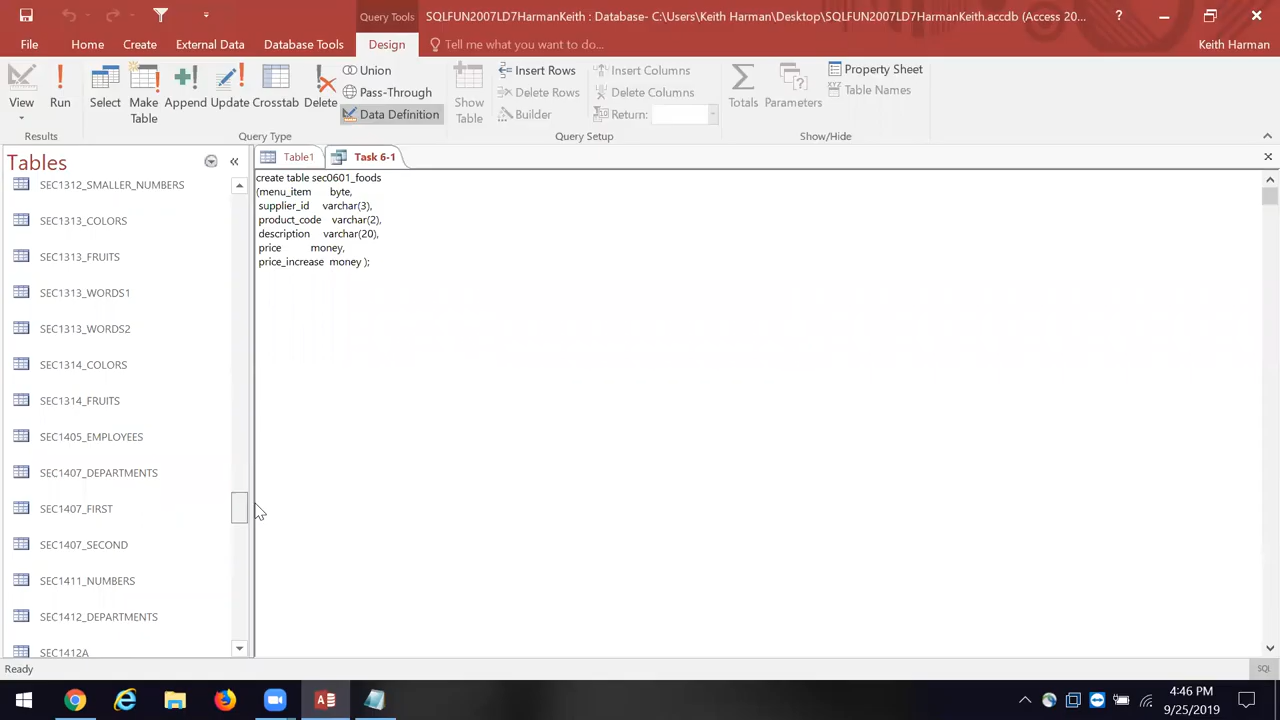 Query Tools
SQLFUN2007LD7HarmanKeith : Database- C:\Users\Keith Harman\Desktop\SQLFUN2007LD7HarmanKeith.accdb (Access 20...
?
File
Home
Create
External Data
Database Tools
Design
Tell me what you want to do...
Keith Harman
View
Run
Select
Make
Table
Append
Update
Crosstab
Delete
Union
Pass-Through
Data Definition
Show
Table
Insert Rows
Delete Rows
Builder
Insert Columns
Delete Columns
Return:
Totals
Parameters
Property Sheet
Table Names
Results
Query Type
Query Setup
Show/Hide
Tables
Table1
Task 6-1
SEC1312_SMALLER_NUMBERS
SEC1313_COLORS
SEC1313_FRUITS
SEC1313_WORDS1
SEC1313_WORDS2
SEC1314_COLORS
SEC1314_FRUITS
SEC1405_EMPLOYEES
SEC1407_DEPARTMENTS
SEC1407_FIRST
SEC1407_SECOND
SEC1411_NUMBERS
SEC1412_DEPARTMENTS
SEC1412A
create table sec0601_foods
(menu_item byte,
supplier_id varchar(3),
product_code varchar(2),
description varchar(20),
price money,
price_increase money );
Ready
SQL
4:46 PM
9/25/2019